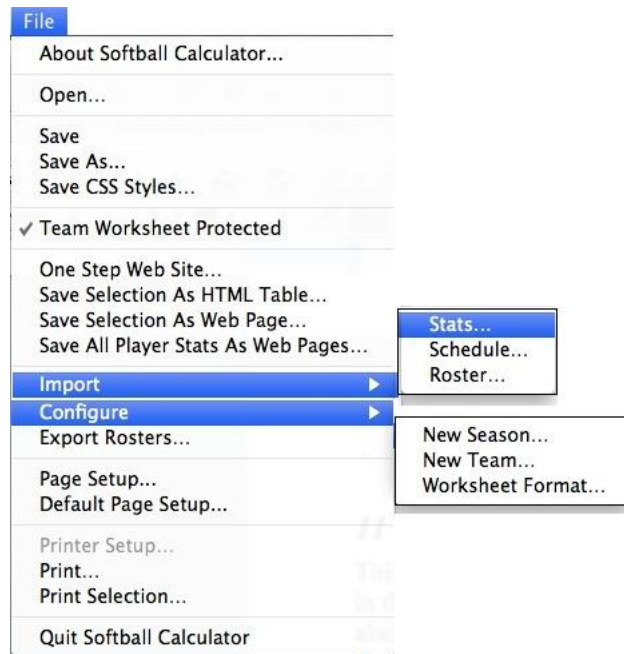 File
About Softball Calculator...
Open...
Save
Save As...
Save CSS Styles...
✓ Team Worksheet Protected
One Step Web Site...
Save Selection As HTML Table...
Save Selection As Web Page...
Save All Player Stats As Web Pages...
Import
Stats...
Schedule...
Roster...
Configure
New Season...
New Team...
Worksheet Format...
Export Rosters...
Page Setup...
Default Page Setup...
Printer Setup...
Print...
Print Selection...
Quit Softball Calculator